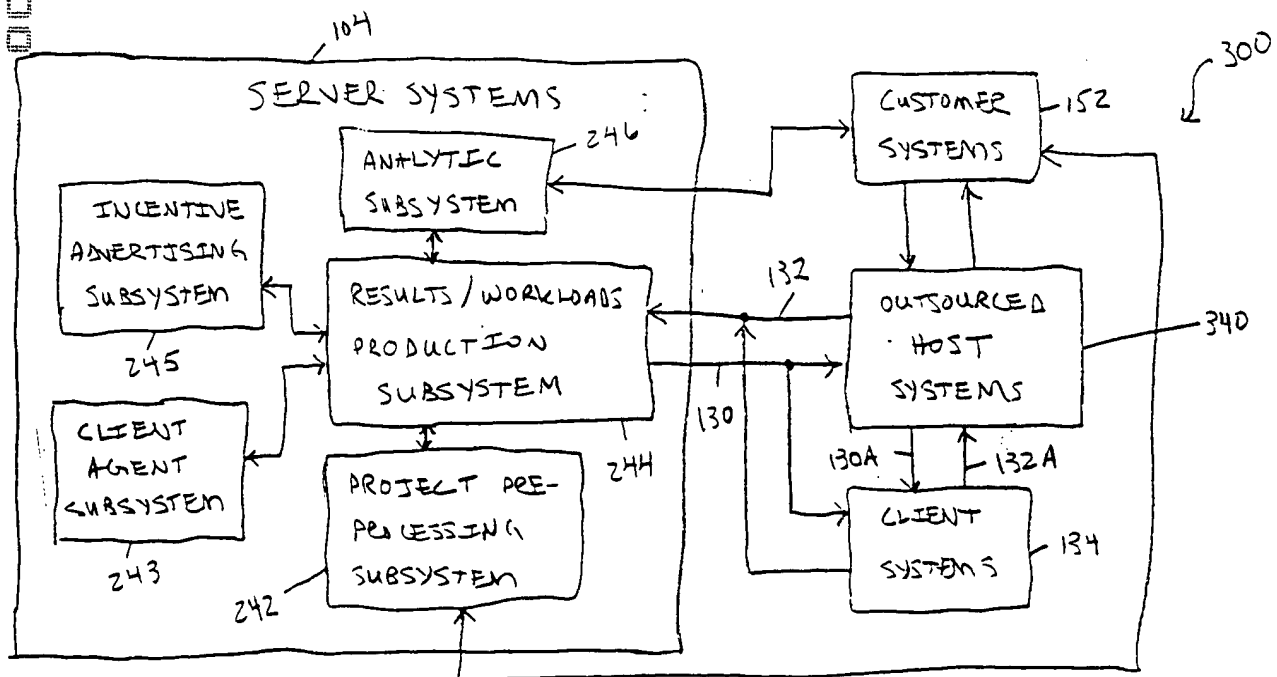 104
300
SERVER SYSTEMS
CUSTOMER
SYSTEMS
152
246
ANALYTIC
SUBSYSTEM
INCENTIVE
ADVERTISING
SUBSYSTEM
245
RESULTS/WORKLOADS
PRODUCTION
SUBSYSTEM
132
OUTSOURCED
HOST
SYSTEMS
340
130
244
CLIENT
AGENT
SUBSYSTEM
243
130A
132A
PROJECT PRE-
PROCESSING
SUBSYSTEM
242
CLIENT
SYSTEMS
134